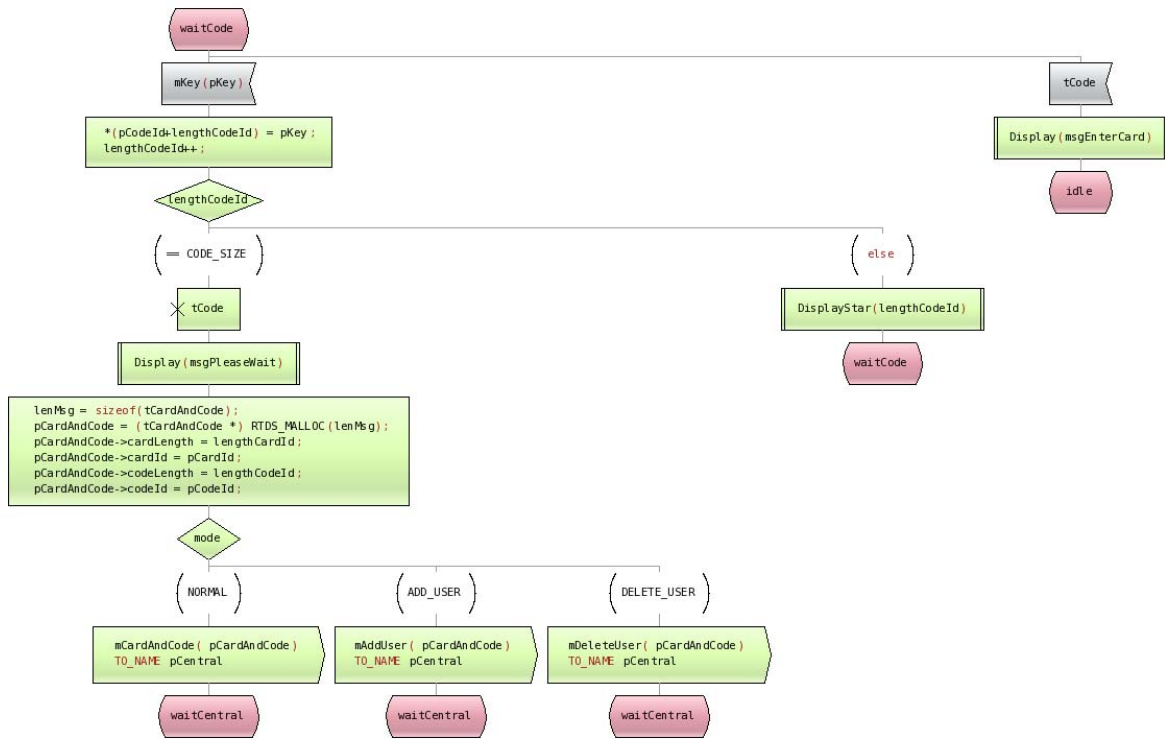 waitCode
mKey(pKey)
tCode
*(pCodeId+lengthCodeId) = pKey;
lengthCodeId++;
Display(msgEnterCard)
idle
lengthCodeId
== CODE_SIZE
else
tCode
DisplayStar(lengthCodeId)
Display(msgPleaseWait)
waitCode
lenMsg = sizeof(tCardAndCode);
pCardAndCode = (tCardAndCode *) RTDS_MALLOC(lenMsg);
pCardAndCode->cardLength = lengthCardId;
pCardAndCode->cardId = pCardId;
pCardAndCode->codeLength = lengthCodeId;
pCardAndCode->codeId = pCodeId;
mode
NORMAL
ADD_USER
DELETE_USER
mCardAndCode( pCardAndCode)
TO_NAME pCentral
mAddUser( pCardAndCode)
TO_NAME pCentral
mDeleteUser( pCardAndCode)
TO_NAME pCentral
waitCentral
waitCentral
waitCentral